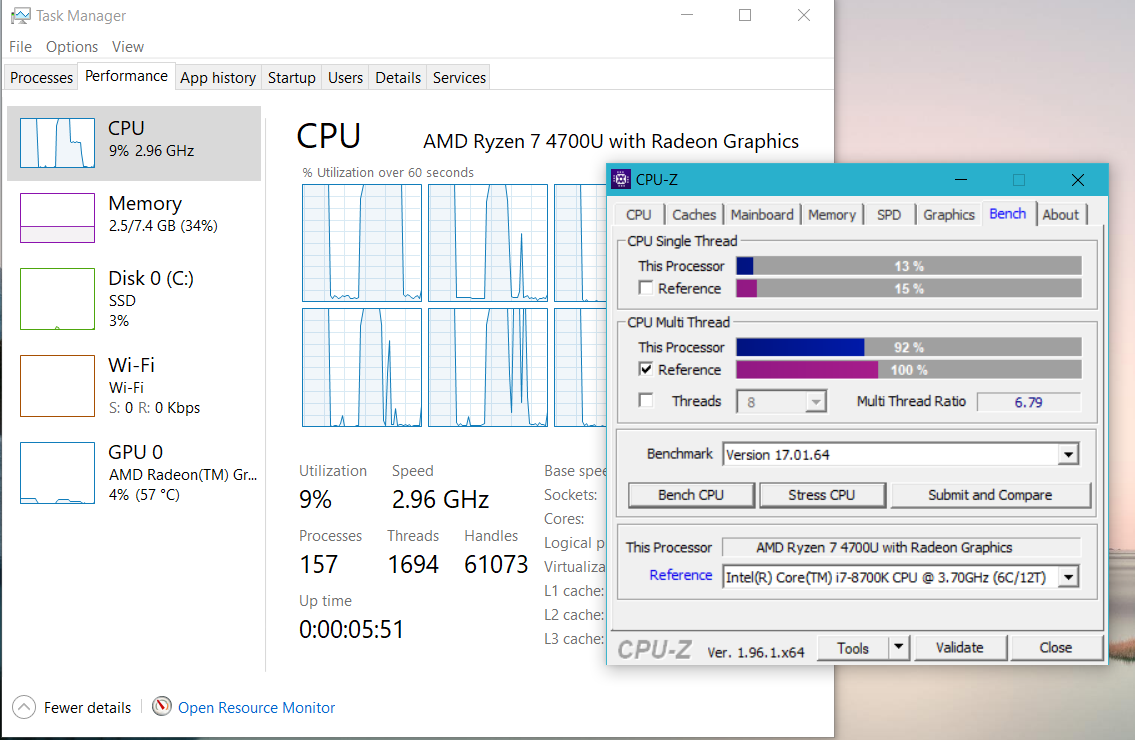 Task Manager
File Options View
Processes Performance App history Startup Users Details Services
CPU
9% 2.96 GHz
Memory
2.5/7.4 GB (34%)
Disk 0 (C:)
SSD
3%
Wi-Fi
Wi-Fi
S: 0 R: 0 Kbps
GPU 0
AMD Radeon(TM) Gr...
4% (57 °C)
CPU AMD Ryzen 7 4700U with Radeon Graphics
% Utilization over 60 seconds
Utilization Speed
9% 2.96 GHz
Processes Threads Handles
157 1694 61073
Up time
0:00:05:51
Base spee
Sockets:
Cores:
Logical p
Virtualiza
L1 cache:
L2 cache:
L3 cache:
Fewer details Open Resource Monitor
CPU-Z
CPU Caches Mainboard Memory SPD Graphics Bench About
CPU Single Thread
This Processor 13 %
Reference 15 %
CPU Multi Thread
This Processor 92 %
Reference 100 %
Threads 8 Multi Thread Ratio 6.79
Benchmark Version 17.01.64
Bench CPU Stress CPU Submit and Compare
This Processor AMD Ryzen 7 4700U with Radeon Graphics
Reference Intel(R) Core(TM) i7-8700K CPU @ 3.70GHz (6C/12T)
CPU-Z Ver. 1.96.1.x64 Tools Validate Close